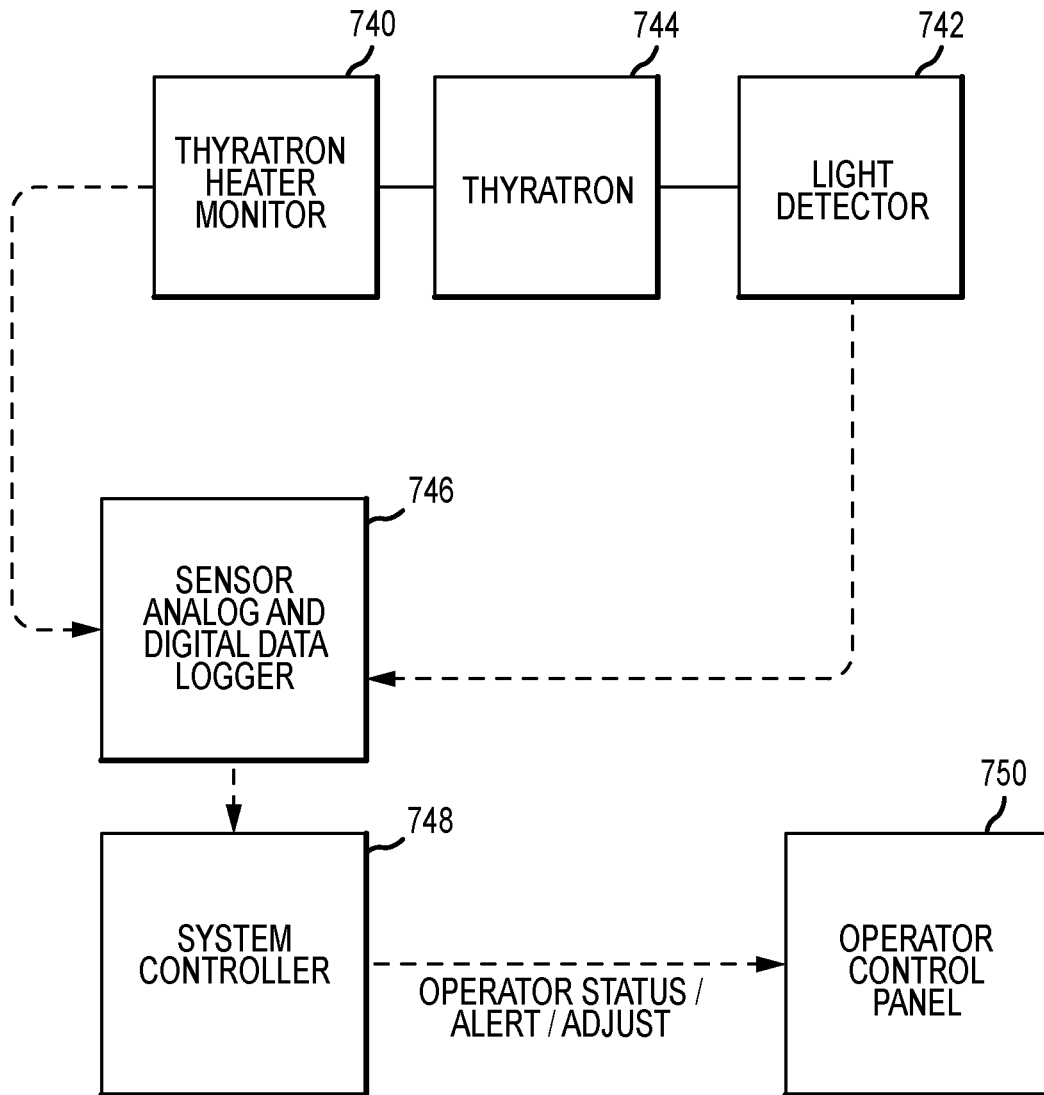 740
744
742
THYRATRON
HEATER
MONITOR
THYRATRON
LIGHT
DETECTOR
746
SENSOR
ANALOG AND
DIGITAL DATA
LOGGER
748
750
SYSTEM
CONTROLLER
OPERATOR STATUS /
ALERT / ADJUST
OPERATOR
CONTROL
PANEL